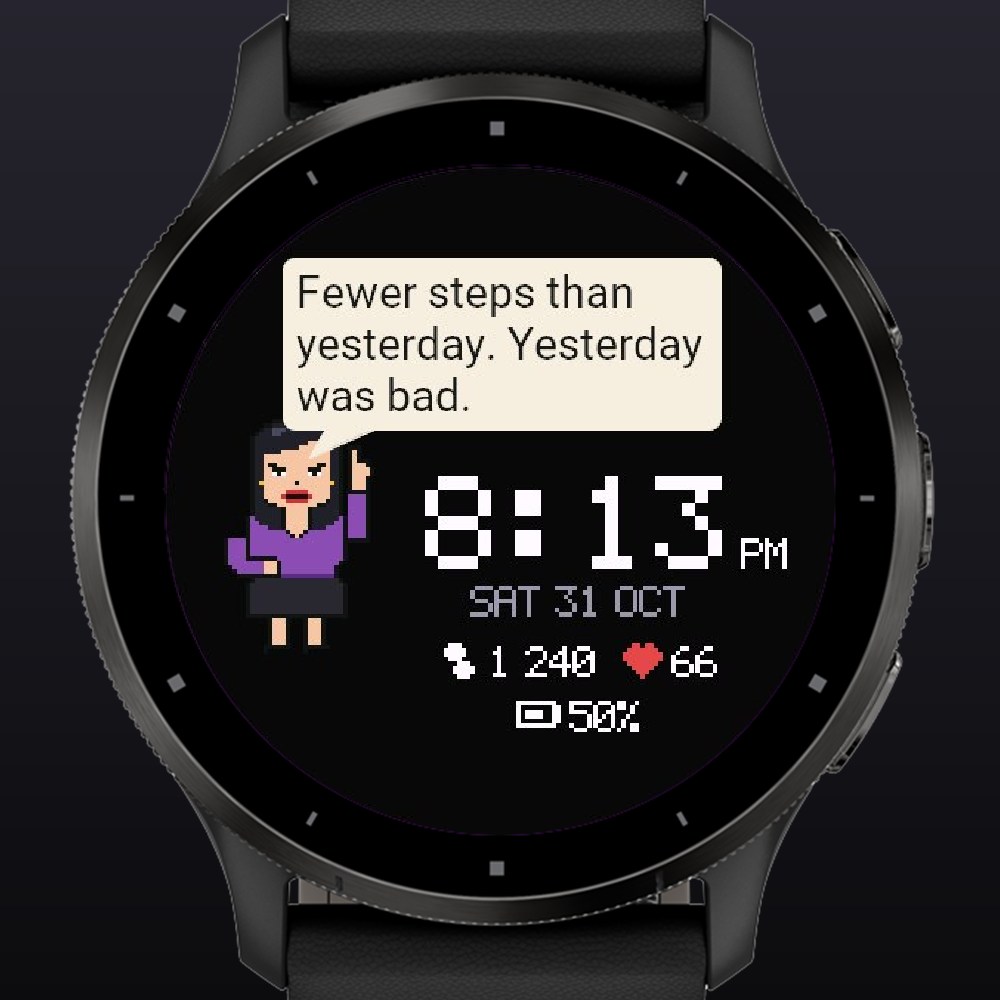 Fewer steps than
yesterday. Yesterday
was bad.
8:13 PM
SAT 31 OCT
1 240 66
50%